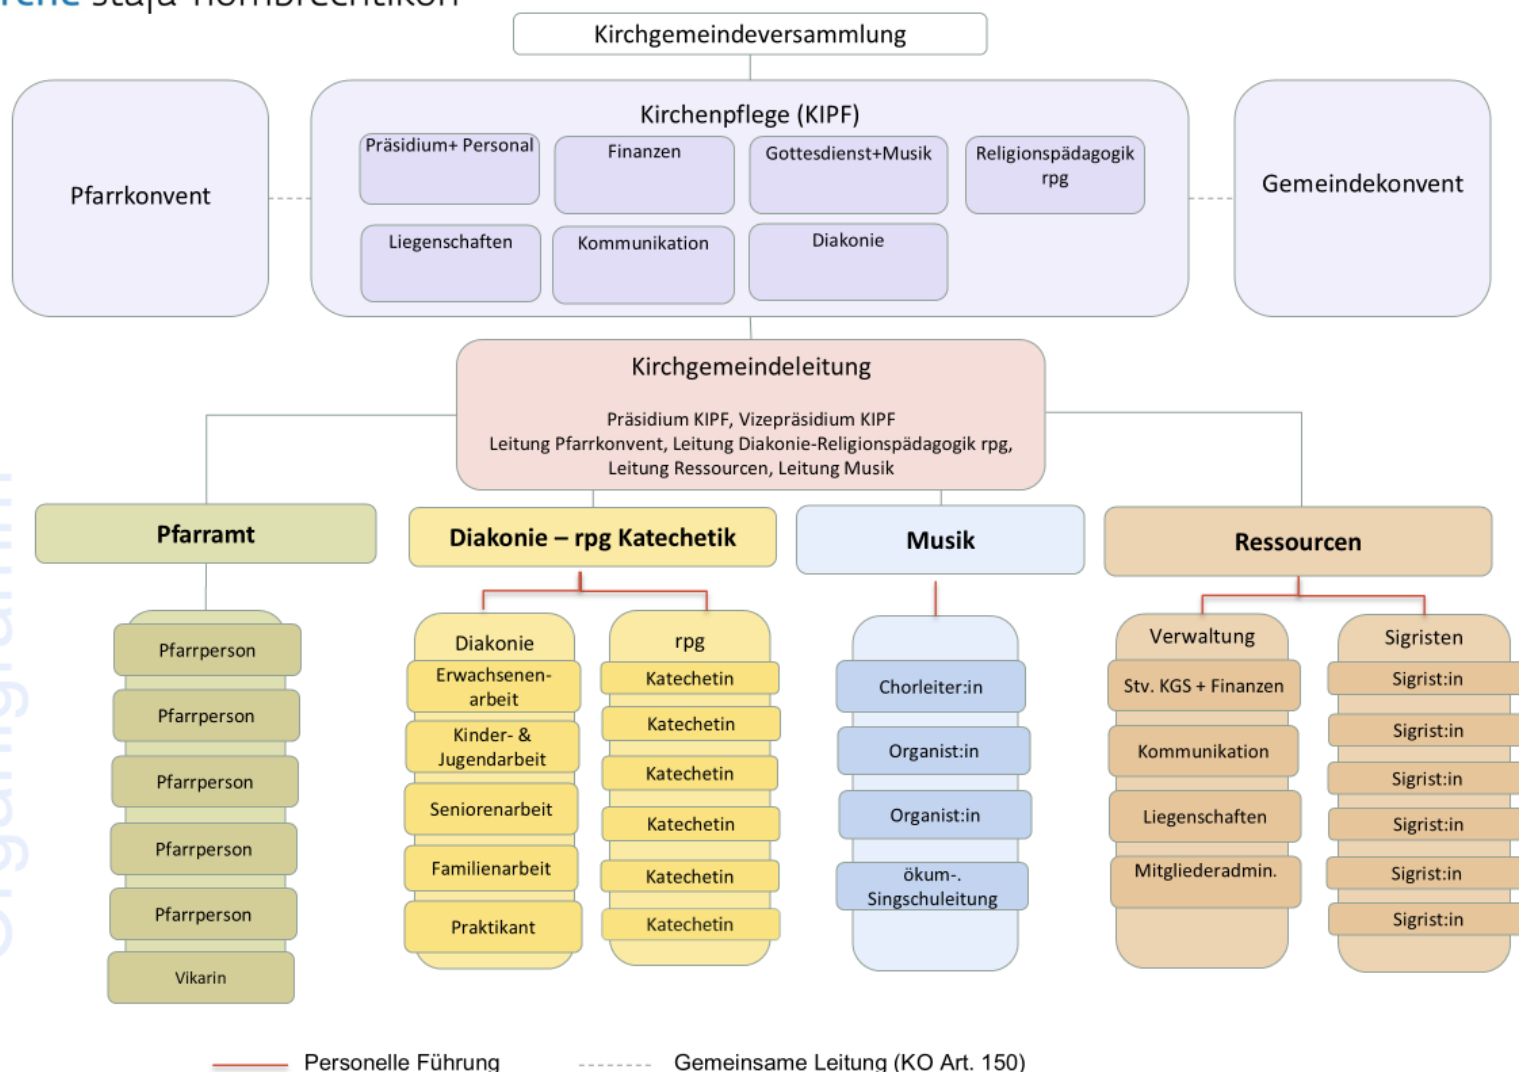 Kirchgemeindeversammlung
Pfarrkonvent
Kirchenpflege (KIPF)
Präsidium+ Personal
Finanzen
Gottesdienst+Musik
Religionspädagogik
rpg
Liegenschaften
Kommunikation
Diakonie
Gemeindekonvent
Kirchgemeindeleitung
Präsidium KIPF, Vizepräsidium KIPF
Leitung Pfarrkonvent, Leitung Diakonie-Religionspädagogik rpg,
Leitung Ressourcen, Leitung Musik
Pfarramt
Pfarrperson
Pfarrperson
Pfarrperson
Pfarrperson
Pfarrperson
Vikarin
Diakonie – rpg Katechetik
Diakonie
Erwachsenen-
arbeit
Kinder- &
Jugendarbeit
Seniorenarbeit
Familienarbeit
Praktikant
rpg
Katechetin
Katechetin
Katechetin
Katechetin
Katechetin
Katechetin
Musik
Chorleiter:in
Organist:in
Organist:in
ökum-.
Singschuleitung
Ressourcen
Verwaltung
Stv. KGS + Finanzen
Kommunikation
Liegenschaften
Mitgliederadmin.
Sigristen
Sigrist:in
Sigrist:in
Sigrist:in
Sigrist:in
Sigrist:in
Sigrist:in
Personelle Führung
Gemeinsame Leitung (KO Art. 150)